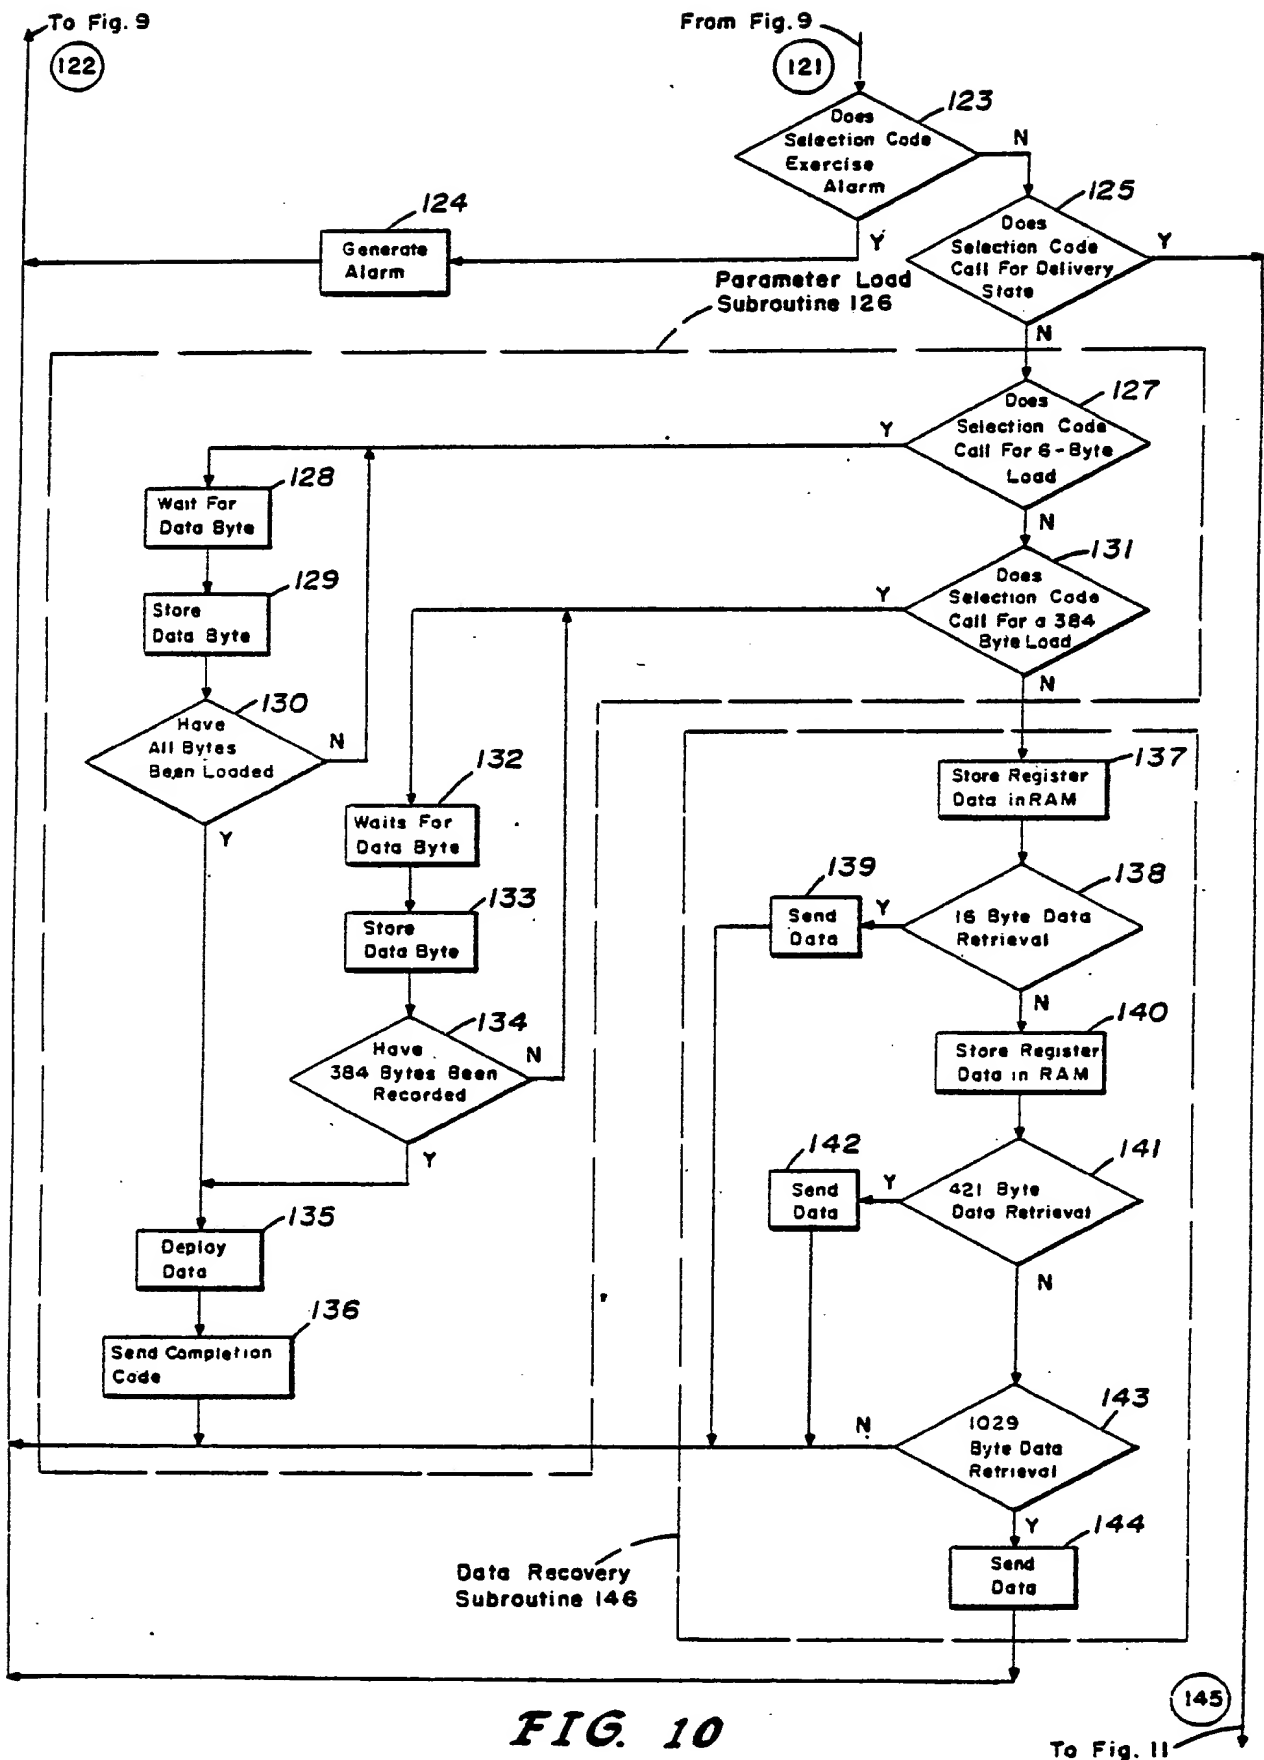 To Fig. 9
122
From Fig. 9
121
123
Does
Selection Code
Exercise
Alarm
N
Y
124
Generate
Alarm
125
Does
Selection Code
Call For Delivery
State
Y
N
Parameter Load
Subroutine 126
127
Does
Selection Code
Call For 6-Byte
Load
Y
N
128
Wait For
Data Byte
129
Store
Data Byte
130
Have
All Bytes
Been Loaded
N
Y
131
Does
Selection Code
Call For a 384
Byte Load
Y
N
132
Waits For
Data Byte
133
Store
Data Byte
134
Have
384 Bytes Been
Recorded
N
Y
135
Deploy
Data
136
Send Completion
Code
137
Store Register
Data in RAM
138
16 Byte Data
Retrieval
Y
N
139
Send
Data
140
Store Register
Data in RAM
141
421 Byte
Data Retrieval
Y
N
142
Send
Data
143
1029
Byte Data
Retrieval
N
Y
144
Send
Data
Data Recovery
Subroutine 146
145
To Fig. 11
FIG. 10